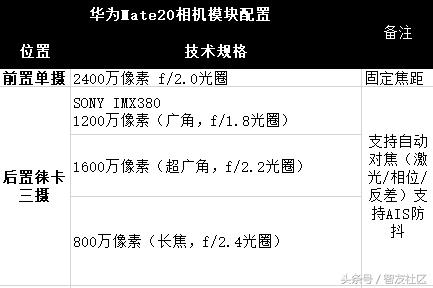 华为Mate20相机模块配置
备注
位置
技术规格
前置单摄
2400万像素 f/2.0光圈
固定焦距
后置徕卡
三摄
SONY IMX380
1200万像素（广角，f/1.8光圈）
1600万像素（超广角，f/2.2光圈）
800万像素（长焦，f/2.4光圈）
支持自动
对焦（激
光/相位/
反差）支
持AIS防
抖
头条号/智友社区